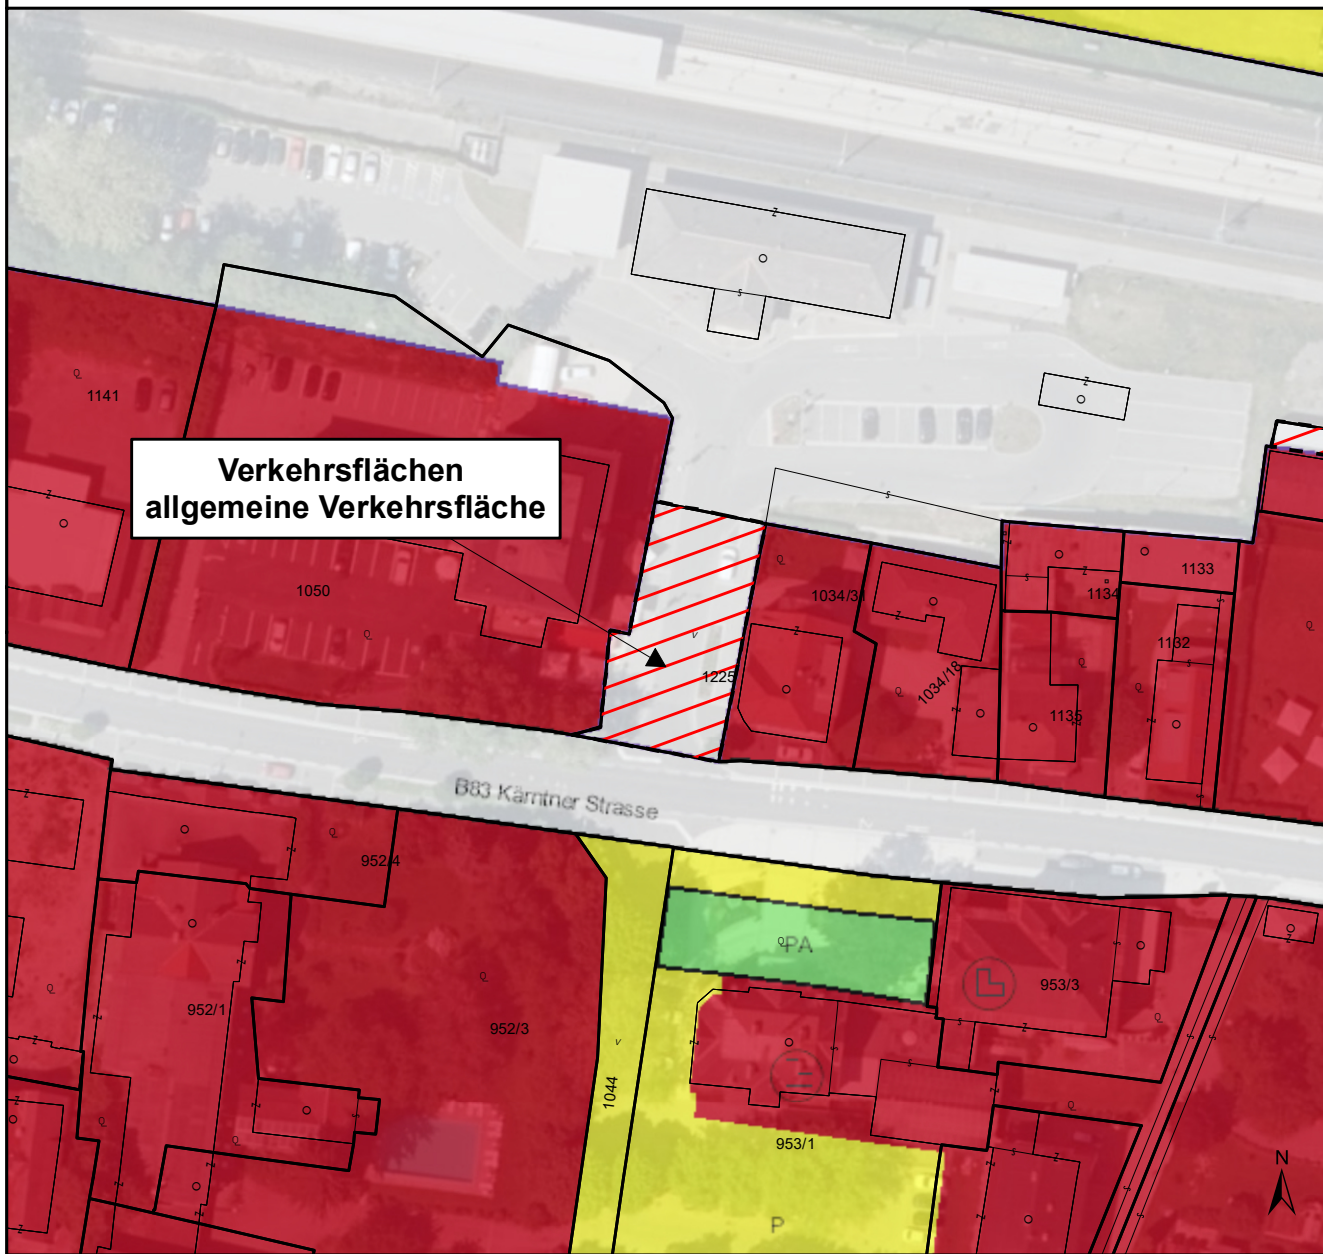 1141
Verkehrsflächen
allgemeine Verkehrsfläche
1050
1034/31
1133
1134
1132
1034/18
1225
1135
B83 Kärntner Strasse
952/4
PA
953/3
952/1
952/3
1044
953/1
N
P